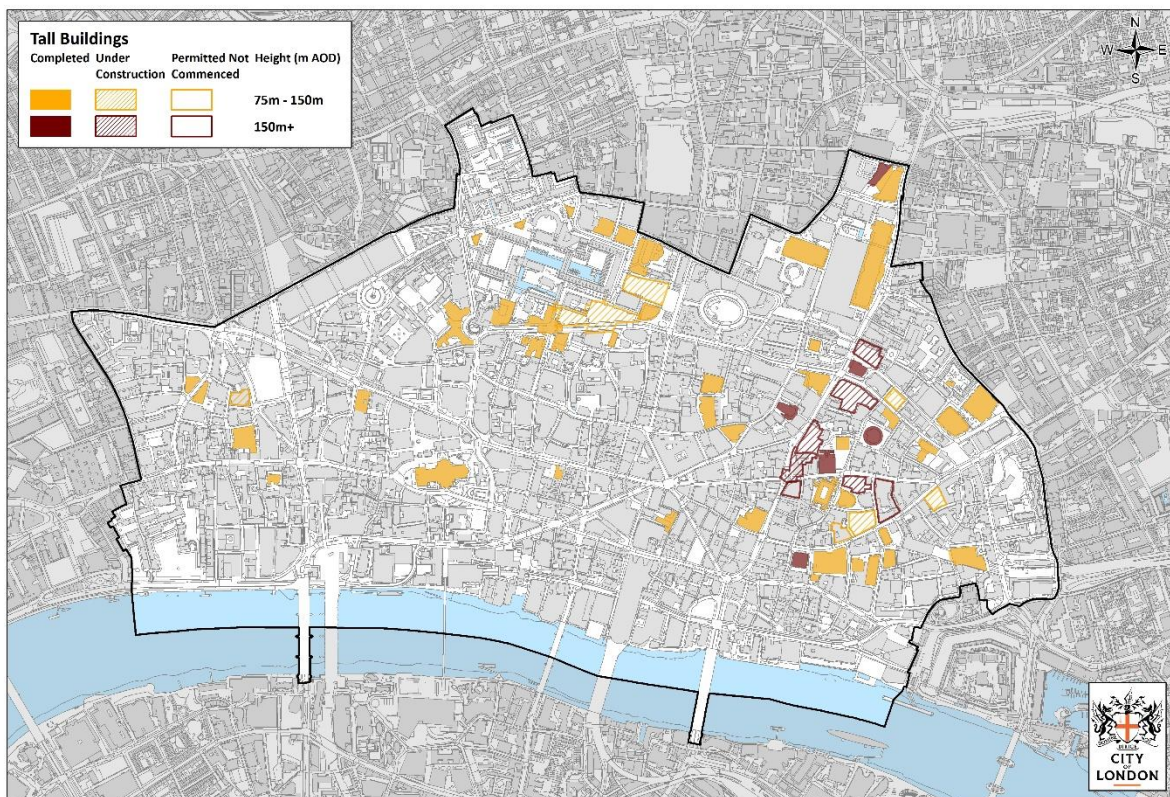 Tall Buildings
Completed Under Construction Permitted Not Commenced Height (m AOD)
75m - 150m
150m+
N
W E
S
CITY
OF
LONDON